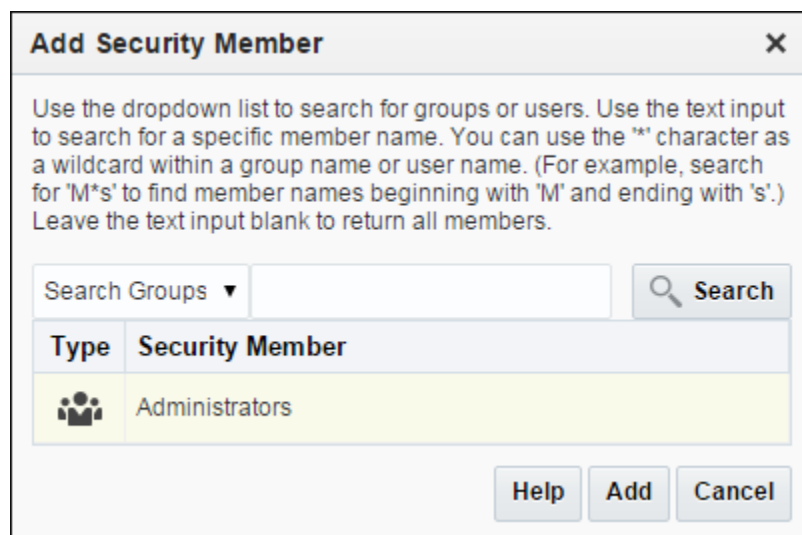 Add Security Member
Use the dropdown list to search for groups or users. Use the text input
to search for a specific member name. You can use the '*' character as
a wildcard within a group name or user name. (For example, search
for 'M*s' to find member names beginning with 'M' and ending with 's'.)
Leave the text input blank to return all members.
Search Groups
Search
Type Security Member
Administrators
Help Add Cancel